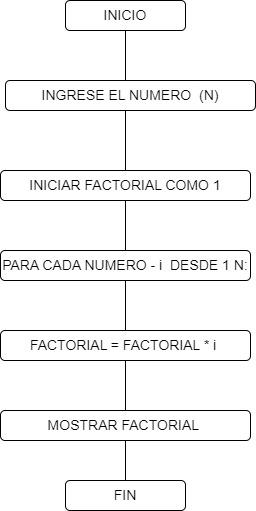 INICIO
INGRESE EL NUMERO (N)
INICIAR FACTORIAL COMO 1
PARA CADA NUMERO - i DESDE 1 N:
FACTORIAL = FACTORIAL * i
MOSTRAR FACTORIAL
FIN